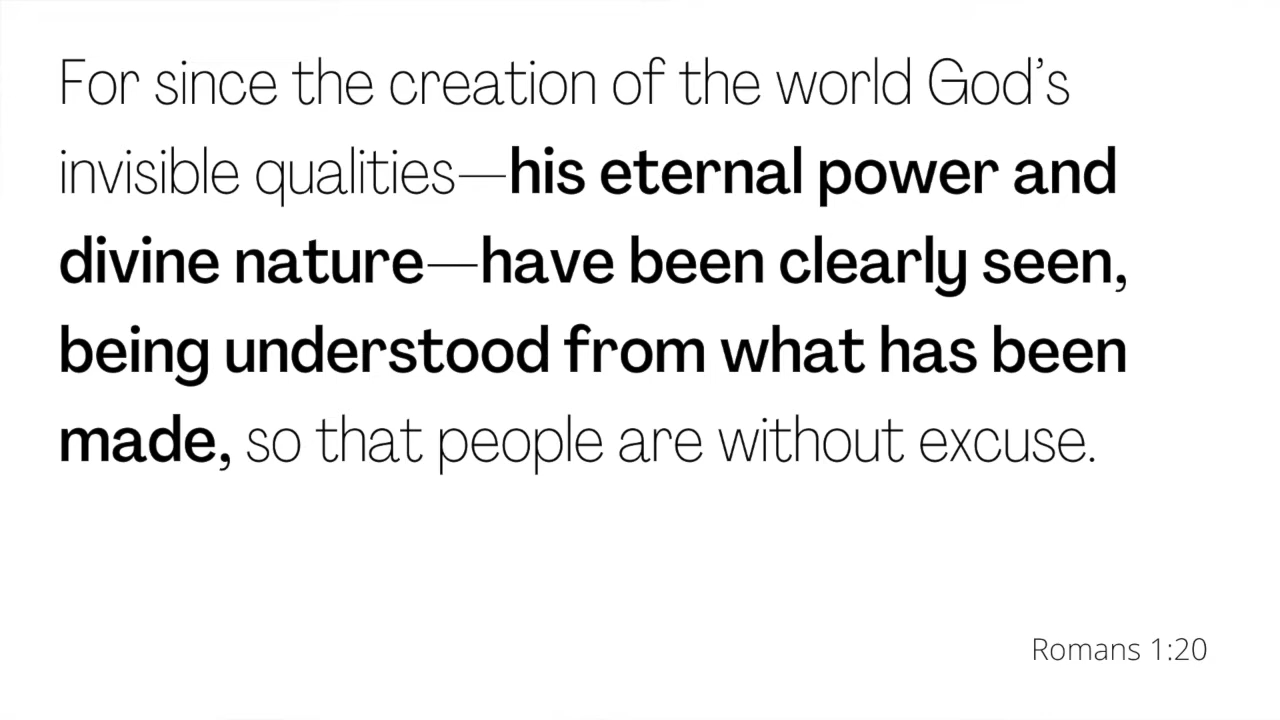 For since the creation of the world God’s
invisible qualities—his eternal power and
divine nature—have been clearly seen,
being understood from what has been
made, so that people are without excuse.
Romans 1:20